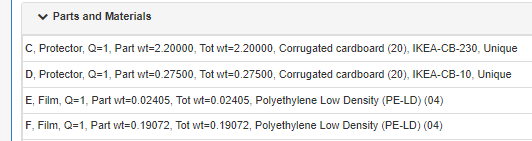 Parts and Materials
C, Protector, Q=1, Part wt=2.20000, Tot wt=2.20000, Corrugated cardboard (20), IKEA-CB-230, Unique
D, Protector, Q=1, Part wt=0.27500, Tot wt=0.27500, Corrugated cardboard (20), IKEA-CB-10, Unique
E, Film, Q=1, Part wt=0.02405, Tot wt=0.02405, Polyethylene Low Density (PE-LD) (04)
F, Film, Q=1, Part wt=0.19072, Tot wt=0.19072, Polyethylene Low Density (PE-LD) (04)